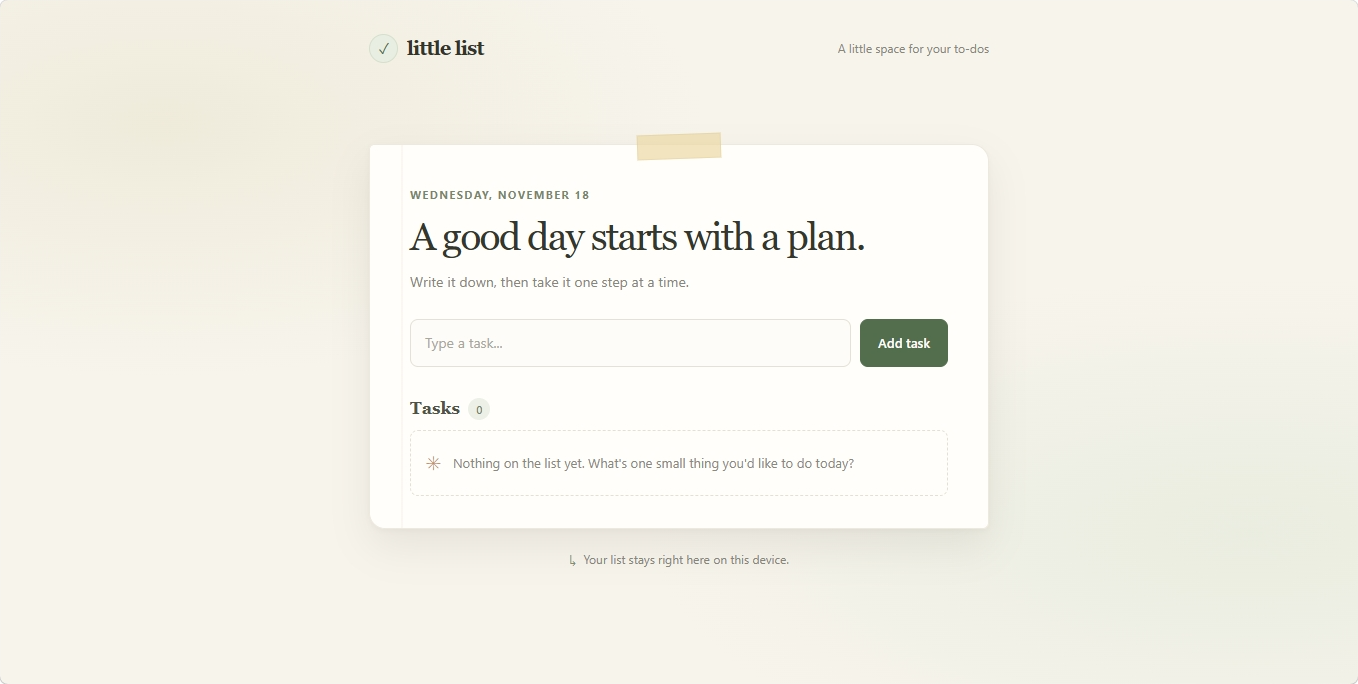 ✓ little list
A little space for your to-dos
WEDNESDAY, NOVEMBER 18
A good day starts with a plan.
Write it down, then take it one step at a time.
Type a task...
Add task
Tasks 0
Nothing on the list yet. What's one small thing you'd like to do today?
↳ Your list stays right here on this device.